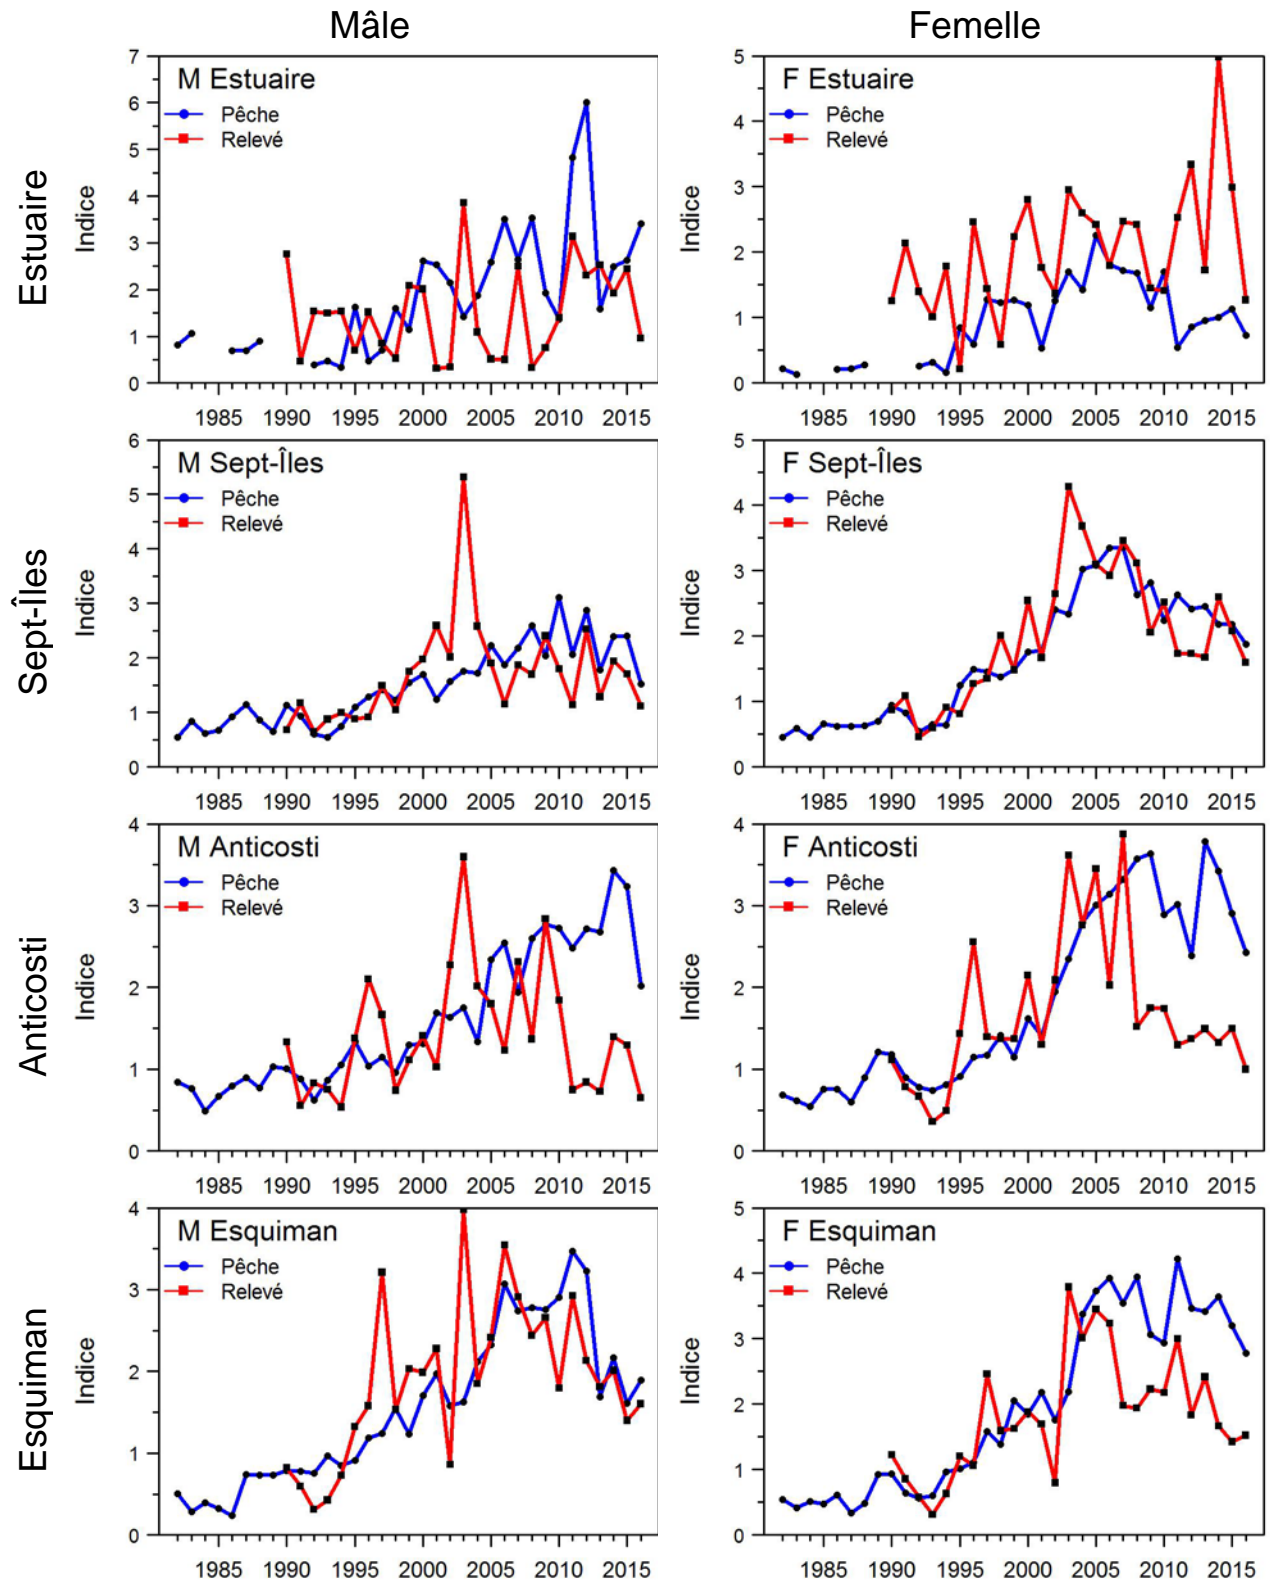 Mâle
Femelle
Estuaire
M Estuaire
Pêche
Relevé
Indice
7
6
5
4
3
2
1
0
1985 1990 1995 2000 2005 2010 2015
F Estuaire
Pêche
Relevé
Indice
5
4
3
2
1
0
1985 1990 1995 2000 2005 2010 2015
Sept-Îles
M Sept-Îles
Pêche
Relevé
Indice
6
5
4
3
2
1
0
1985 1990 1995 2000 2005 2010 2015
F Sept-Îles
Pêche
Relevé
Indice
5
4
3
2
1
0
1985 1990 1995 2000 2005 2010 2015
Anticosti
M Anticosti
Pêche
Relevé
Indice
4
3
2
1
0
1985 1990 1995 2000 2005 2010 2015
F Anticosti
Pêche
Relevé
Indice
4
3
2
1
0
1985 1990 1995 2000 2005 2010 2015
Esquiman
M Esquiman
Pêche
Relevé
Indice
4
3
2
1
0
1985 1990 1995 2000 2005 2010 2015
F Esquiman
Pêche
Relevé
Indice
5
4
3
2
1
0
1985 1990 1995 2000 2005 2010 2015